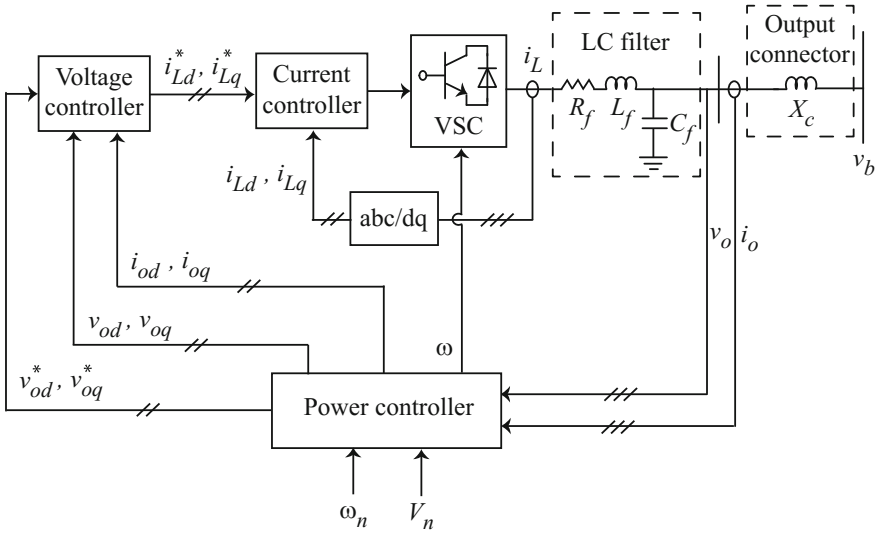 Voltage
controller
i*Ld, i*Lq
Current
controller
VSC
iL
LC filter
Rf
Lf
Cf
Output
connector
Xc
vb
iLd, iLq
abc/dq
vo
io
iod, ioq
vod, voq
ω
v*od, v*oq
Power controller
ωn
Vn